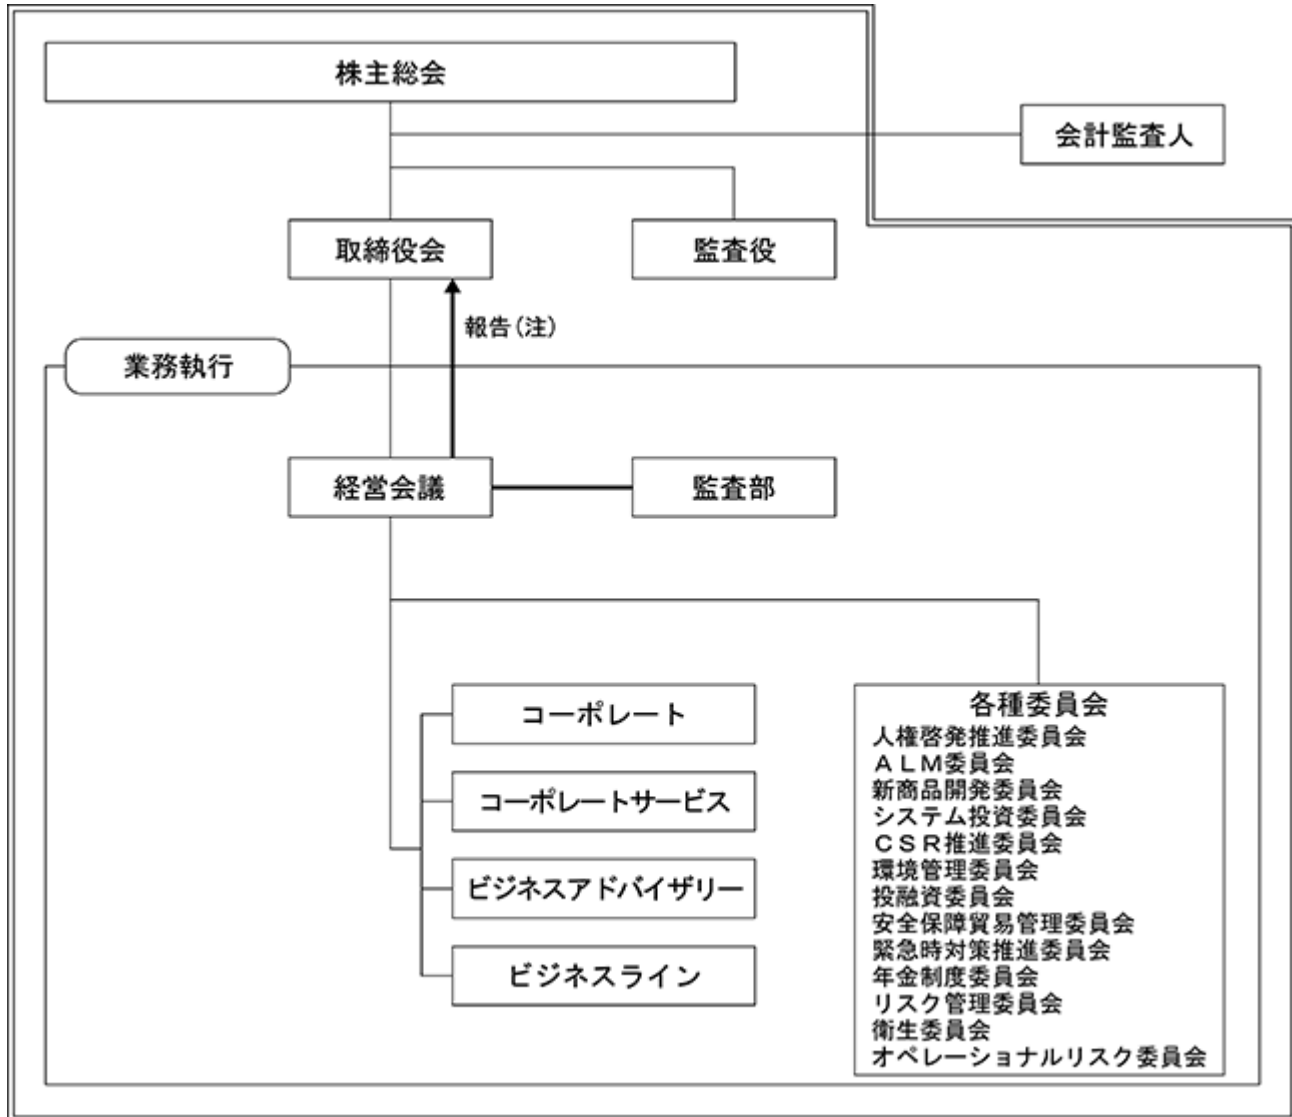 株主総会
会計監査人
取締役会
監査役
報告(注)
業務執行
経営会議
監査部
コーポレート
コーポレートサービス
ビジネスアドバイザリー
ビジネスライン
各種委員会
人権啓発推進委員会
ALM委員会
新商品開発委員会
システム投資委員会
CSR推進委員会
環境管理委員会
投融資委員会
安全保障貿易管理委員会
緊急時対策推進委員会
年金制度委員会
リスク管理委員会
衛生委員会
オペレーショナルリスク委員会